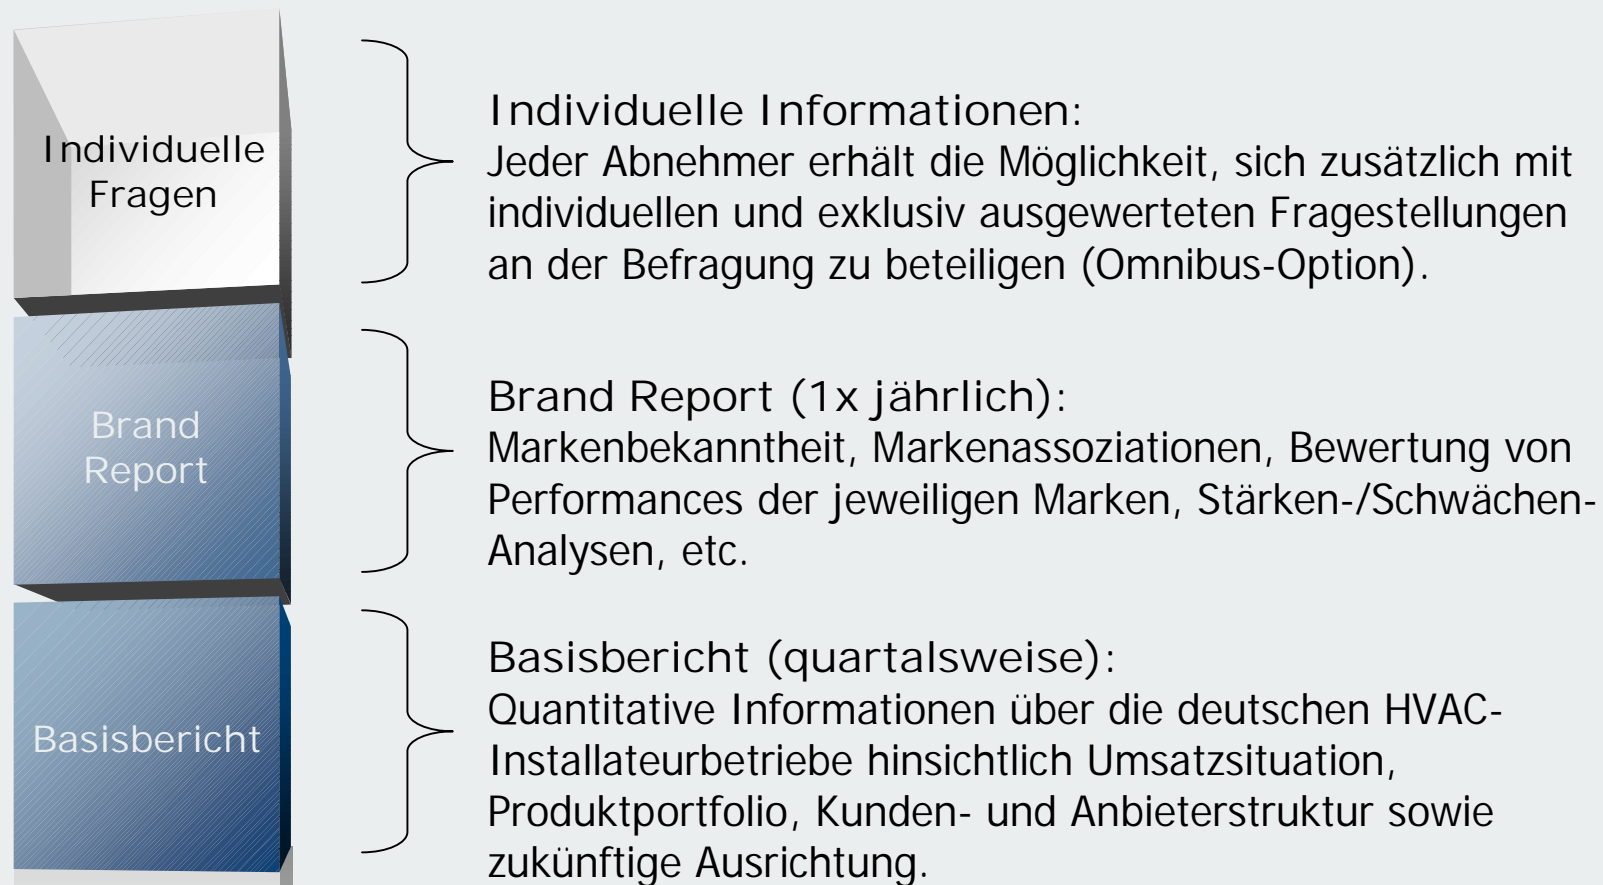 Individuelle
Fragen
Individuelle Informationen:
Jeder Abnehmer erhält die Möglichkeit, sich zusätzlich mit
individuellen und exklusiv ausgewerteten Fragestellungen
an der Befragung zu beteiligen (Omnibus-Option).
Brand
Report
Brand Report (1x jährlich):
Markenbekanntheit, Markenassoziationen, Bewertung von
Performances der jeweiligen Marken, Stärken-/Schwächen-
Analysen, etc.
Basisbericht
Basisbericht (quartalsweise):
Quantitative Informationen über die deutschen HVAC-
Installateurbetriebe hinsichtlich Umsatzsituation,
Produktportfolio, Kunden- und Anbieterstruktur sowie
zukünftige Ausrichtung.